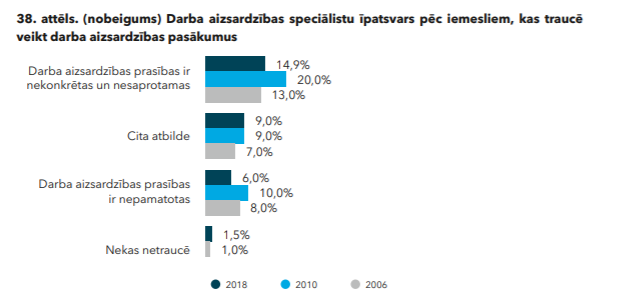 38. attēls. (nobeigums) Darba aizsardzības speciālistu īpatsvars pēc iemesliem, kas traucē
veikt darba aizsardzības pasākumus
Darba aizsardzības prasības ir
nekonkrētas un nesaprotamas
14,9%
20,0%
13,0%
Cita atbilde
9,0%
9,0%
7,0%
Darba aizsardzības prasības
ir nepamatotas
6,0%
10,0%
8,0%
Nekas netraucē
1,5%
1,0%
2018
2010
2006